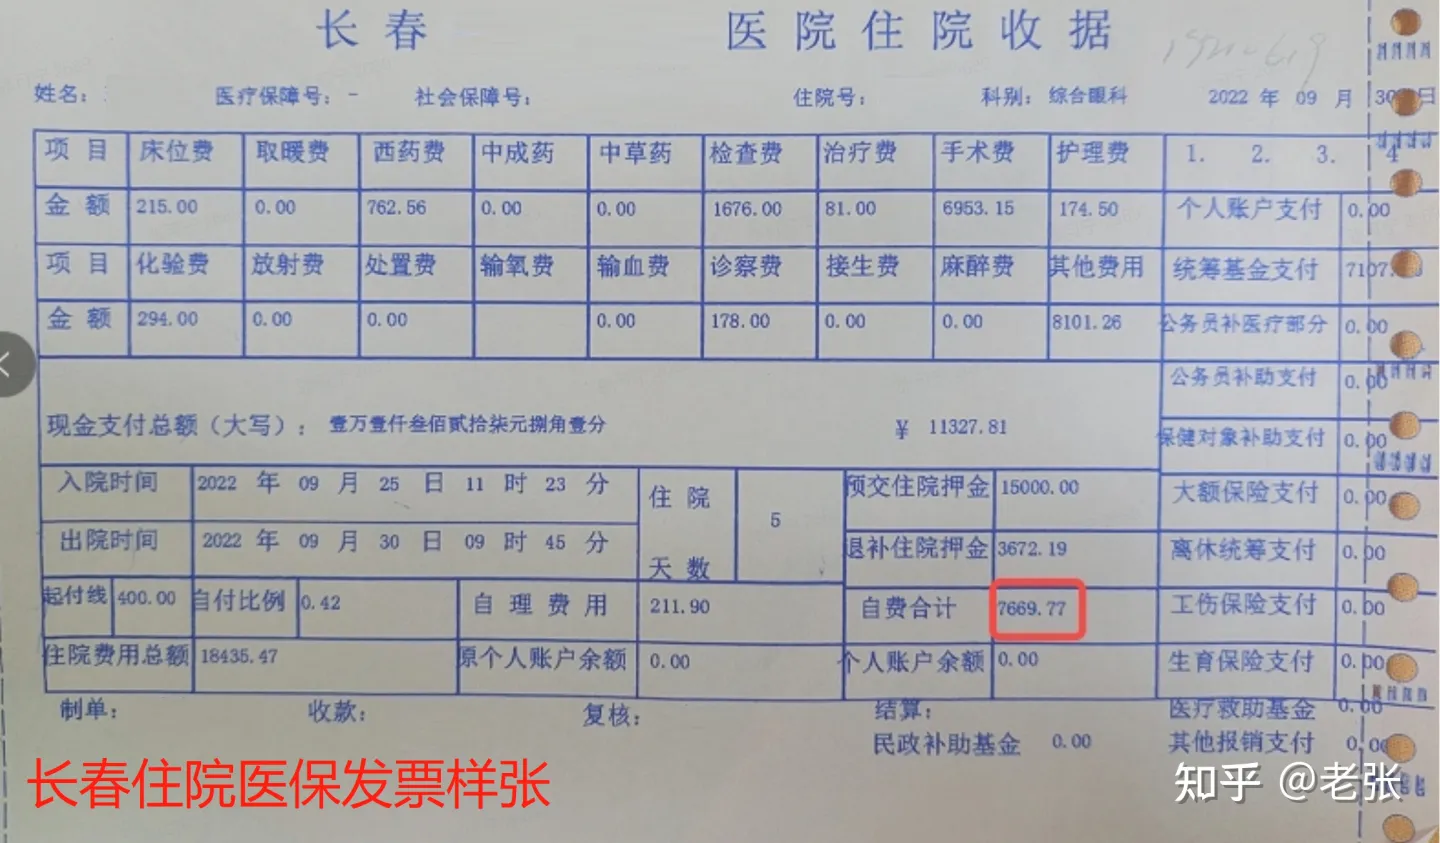 长春 医院住院收据
姓名： 医疗保障号：- 社会保障号： 住院号： 科别：综合眼科 2022 年 09 月 30 日
项目 床位费 取暖费 西药费 中成药 中草药 检查费 治疗费 手术费 护理费 1. 2. 3. 4
金额 215.00 0.00 762.56 0.00 0.00 1676.00 81.00 6953.15 174.50 个人账户支付 0.00
项目 化验费 放射费 处置费 输氧费 输血费 诊察费 接生费 麻醉费 其他费用 统筹基金支付
金额 294.00 0.00 0.00 0.00 178.00 0.00 0.00 8101.26 公务员补医疗部分 0.00
公务员补助支付 0.00
现金支付总额（大写）：壹万壹仟叁佰贰拾柒元捌角壹分 ¥ 11327.81 保健对象补助支付 0.00
入院时间 2022 年 09 月 25 日 11 时 23 分 住院天数 5 预交住院押金 15000.00 大额保险支付 0.00
出院时间 2022 年 09 月 30 日 09 时 45 分 退补住院押金 3672.19 离休统筹支付 0.00
起付线 400.00 自付比例 0.42 自理费用 211.90 自费合计 7669.77 工伤保险支付 0.00
住院费用总额 18435.47 原个人账户余额 0.00 个人账户余额 0.00 生育保险支付 0.00
制单： 收款： 复核： 结算： 医疗救助基金 0.00
民政补助基金 0.00 其他报销支付 0.00
长春住院医保发票样张
知乎 @老张